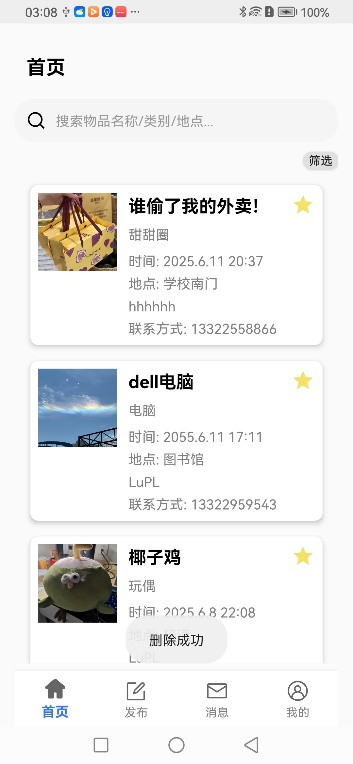 03:08
100%
首页
搜索物品名称/类别/地点...
筛选
谁偷了我的外卖!
甜甜圈
时间: 2025.6.11 20:37
地点: 学校南门
hhhhhh
联系方式: 13322558866
dell电脑
电脑
时间: 2055.6.11 17:11
地点: 图书馆
LuPL
联系方式: 13322959543
椰子鸡
玩偶
时间: 2025.6.8 22:08
删除成功
LuPL
首页
发布
消息
我的